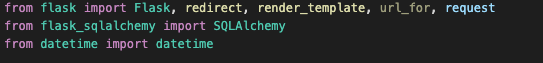 from flask import Flask, redirect, render_template, url_for, request
from flask_sqlalchemy import SQLAlchemy
from datetime import datetime